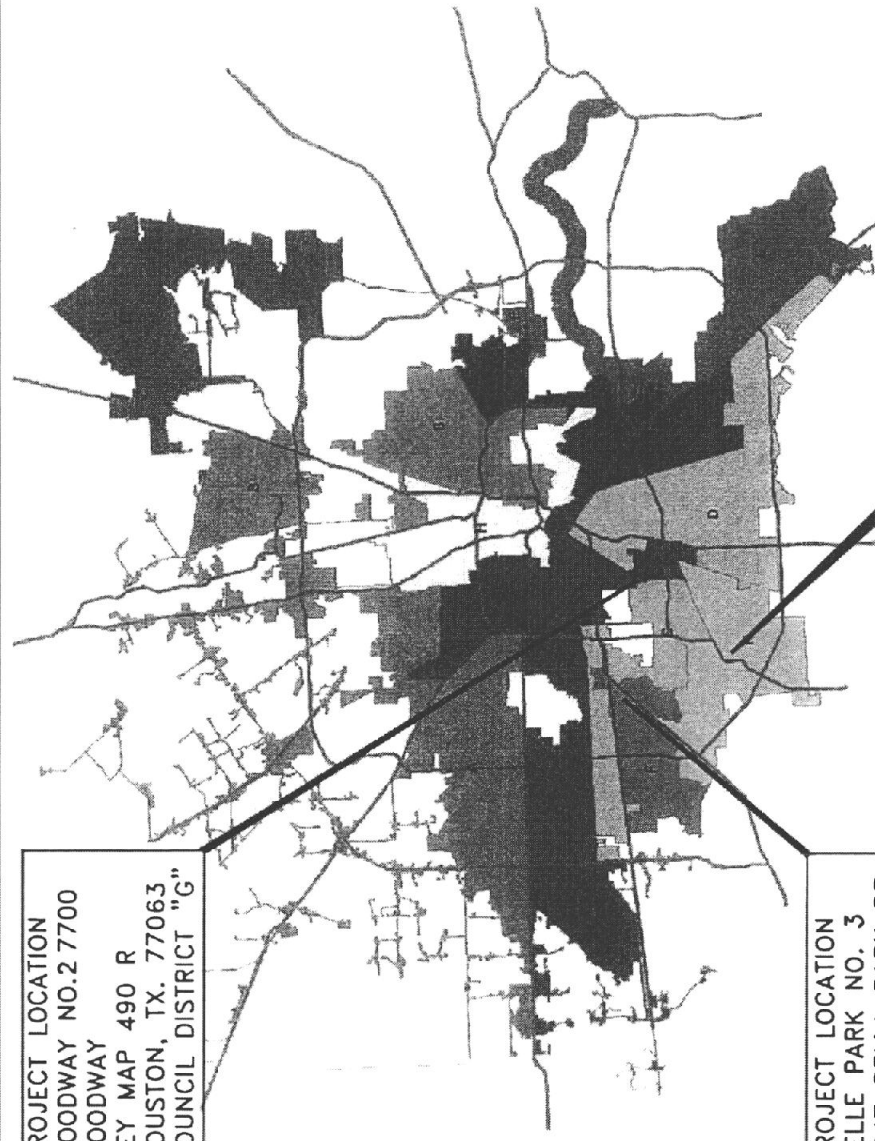 ROJECT LOCATION
OODWAY NO.2 7700
OODWAY
EY MAP 490 R
OUSTON, TX. 77063
OUNCIL DISTRICT "G"
B
B
H
D
ROJECT LOCATION
ELLE PARK NO. 3